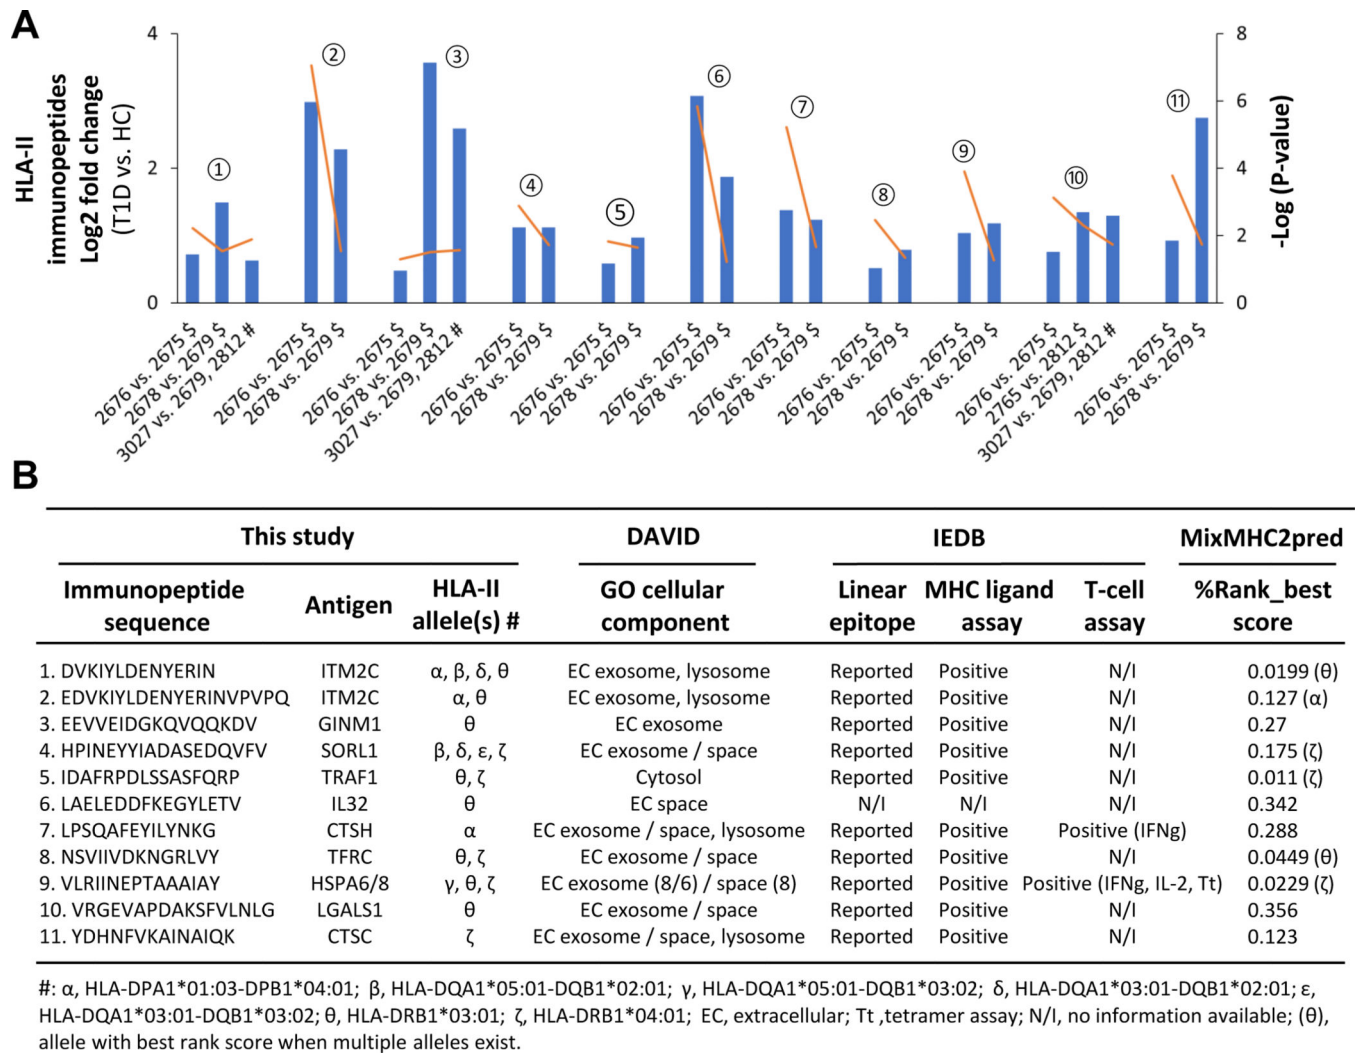 A
HLA-II
immunopeptides
Log2 fold change
(T1D vs. HC)
4
2
0
8
6
4
2
0
-Log (P-value)
① ② ③ ④ ⑤ ⑥ ⑦ ⑧ ⑨ ⑩ ⑪
2676 vs. 2675 $
2678 vs. 2679 $
3027 vs. 2679, 2812 #
2676 vs. 2675 $
2678 vs. 2679 $
2676 vs. 2675 $
2678 vs. 2679 $
3027 vs. 2679, 2812 #
2676 vs. 2675 $
2678 vs. 2679 $
2676 vs. 2675 $
2678 vs. 2679 $
2676 vs. 2675 $
2678 vs. 2679 $
2676 vs. 2675 $
2678 vs. 2679 $
2676 vs. 2675 $
2678 vs. 2679 $
2676 vs. 2675 $
2678 vs. 2679 $
2676 vs. 2675 $
2765 vs. 2812 $
3027 vs. 2679, 2812 #
2676 vs. 2675 $
2678 vs. 2679 $
B
This study DAVID IEDB MixMHC2pred
Immunopeptide sequence Antigen HLA-II allele(s) # GO cellular component Linear epitope MHC ligand assay T-cell assay %Rank_best score
1. DVKIYLDENYERIN ITM2C α, β, δ, θ EC exosome, lysosome Reported Positive N/I 0.0199 (θ)
2. EDVKIYLDENYERINVPVPQ ITM2C α, θ EC exosome, lysosome Reported Positive N/I 0.127 (α)
3. EEVVEIDGKQVQQKDV GINM1 θ EC exosome Reported Positive N/I 0.27
4. HPINEYYIADASEDQVFV SORL1 β, δ, ε, ζ EC exosome / space Reported Positive N/I 0.175 (ζ)
5. IDAFRPDLSSASFQRP TRAF1 θ, ζ Cytosol Reported Positive N/I 0.011 (ζ)
6. LAELEDDFKEGYLETV IL32 θ EC space N/I N/I N/I 0.342
7. LPSQAFEYILYNKG CTSH α EC exosome / space, lysosome Reported Positive Positive (IFNg) 0.288
8. NSVIIVDKNGRLVY TFRC θ, ζ EC exosome / space Reported Positive N/I 0.0449 (θ)
9. VLRIINEPTAAAIAY HSPA6/8 γ, θ, ζ EC exosome (8/6) / space (8) Reported Positive Positive (IFNg, IL-2, Tt) 0.0229 (ζ)
10. VRGEVAPDAKSFVLNLG LGALS1 θ EC exosome / space Reported Positive N/I 0.356
11. YDHNFVKAINAIQK CTSC ζ EC exosome / space, lysosome Reported Positive N/I 0.123
#: α, HLA-DPA1*01:03-DPB1*04:01; β, HLA-DQA1*05:01-DQB1*02:01; γ, HLA-DQA1*05:01-DQB1*03:02; δ, HLA-DQA1*03:01-DQB1*02:01; ε,
HLA-DQA1*03:01-DQB1*03:02; θ, HLA-DRB1*03:01; ζ, HLA-DRB1*04:01; EC, extracellular; Tt ,tetramer assay; N/I, no information available; (θ),
allele with best rank score when multiple alleles exist.